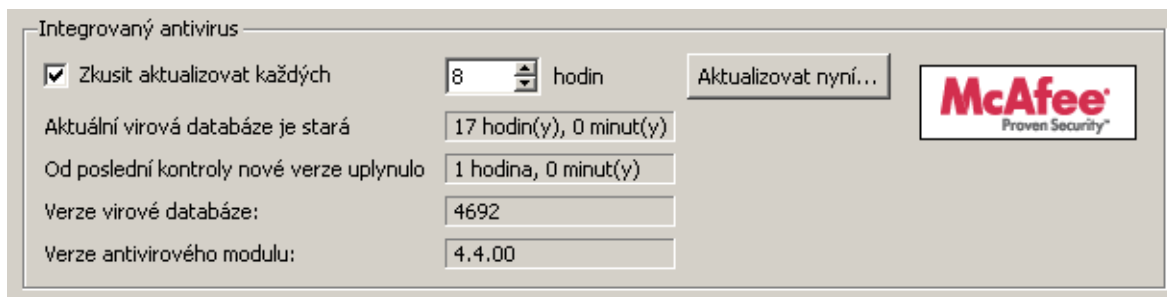 Integrovaný antivirus
Zkusit aktualizovat každých 8 hodin Aktualizovat nyní...
McAfee
Proven Security™
Aktuální virová databáze je stará 17 hodin(y), 0 minut(y)
Od poslední kontroly nové verze uplynulo 1 hodina, 0 minut(y)
Verze virové databáze: 4692
Verze antivirového modulu: 4.4.00